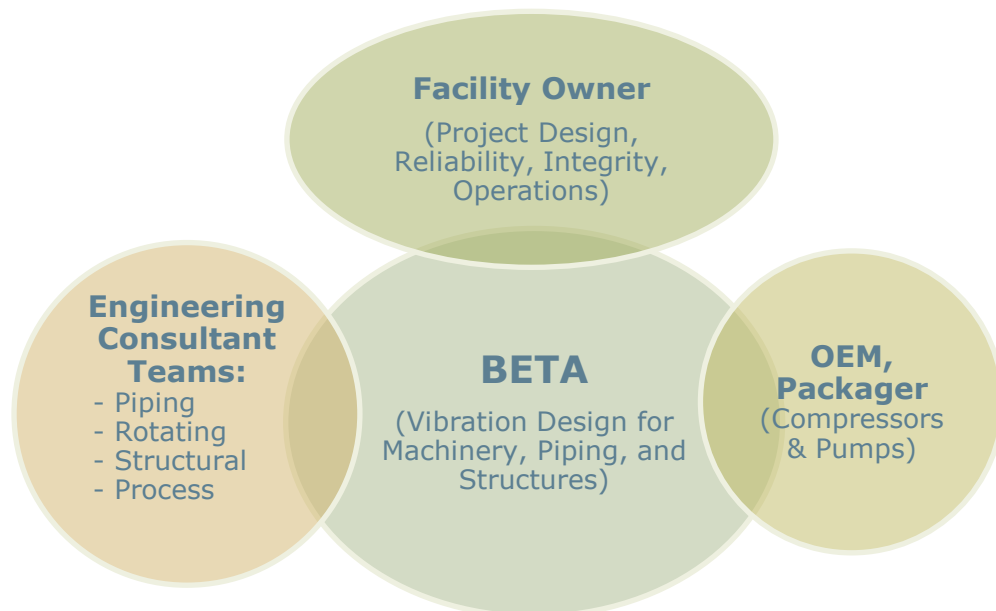 Facility Owner
(Project Design,
Reliability, Integrity,
Operations)
Engineering
Consultant
Teams:
- Piping
- Rotating
- Structural
- Process
BETA
(Vibration Design for
Machinery, Piping, and
Structures)
OEM,
Packager
(Compressors
& Pumps)